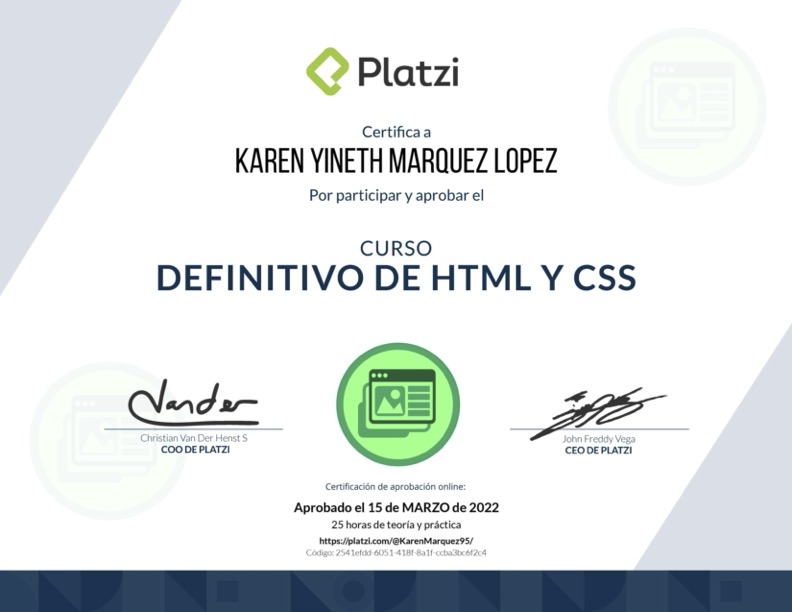 Platzi
Certifica a
KAREN YINETH MARQUEZ LOPEZ
Por participar y aprobar el
CURSO
DEFINITIVO DE HTML Y CSS
Christian Van Der Henst S
COO DE PLATZI
John Freddy Vega
CEO DE PLATZI
Certificación de aprobación online:
Aprobado el 15 de MARZO de 2022
25 horas de teoría y práctica
https://platzi.com/@KarenMarquez95/
Código: 2541efdd-6051-418f-8a1f-ccba3bc6f2c4